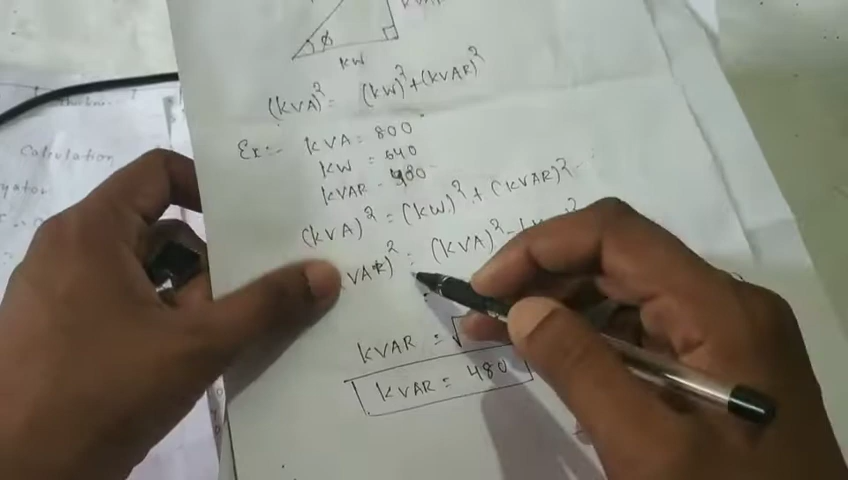 KVAR
φ
KW
(KVA)² = (KW)² + (KVAR)²
Ex:- KVA = 800
KW = 640
KVAR = 480
(KVA)² = (KW)² + (KVAR)²
VAR)² = (KVA)² -
KVAR = √
KVAR = 480
Calculation